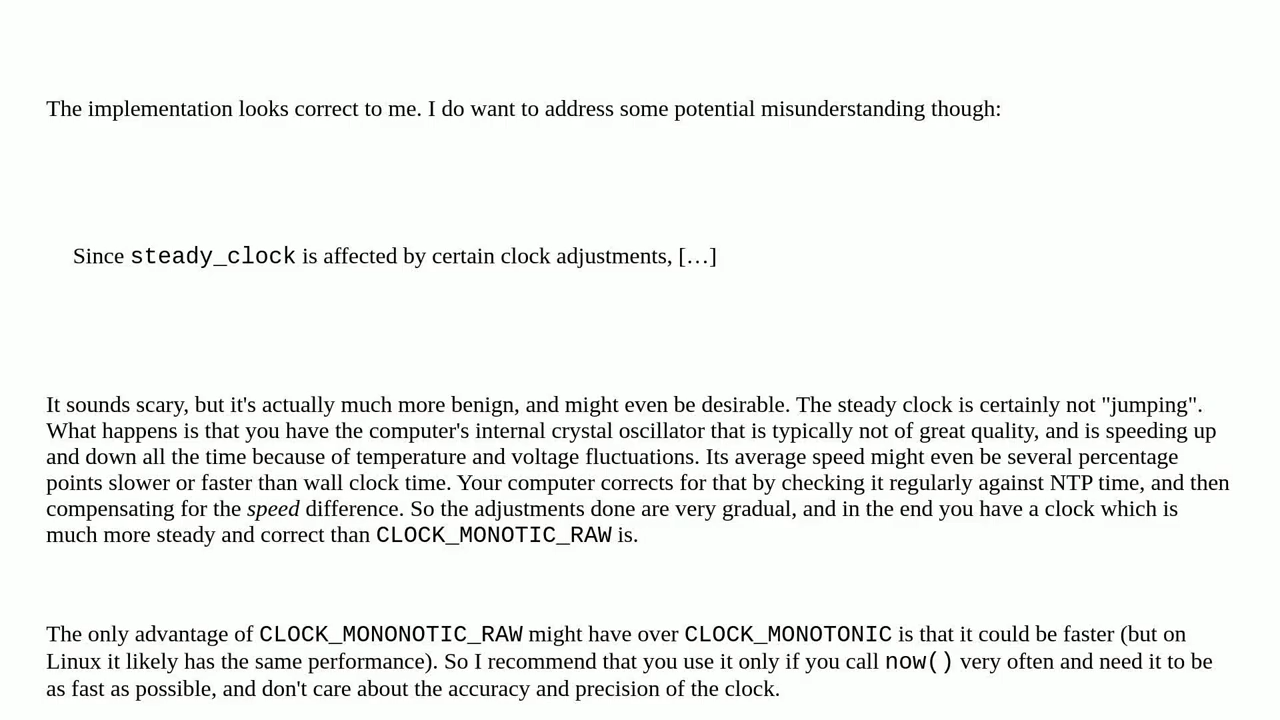 The implementation looks correct to me. I do want to address some potential misunderstanding though:
Since steady_clock is affected by certain clock adjustments, […]
It sounds scary, but it's actually much more benign, and might even be desirable. The steady clock is certainly not "jumping".
What happens is that you have the computer's internal crystal oscillator that is typically not of great quality, and is speeding up
and down all the time because of temperature and voltage fluctuations. Its average speed might even be several percentage
points slower or faster than wall clock time. Your computer corrects for that by checking it regularly against NTP time, and then
compensating for the speed difference. So the adjustments done are very gradual, and in the end you have a clock which is
much more steady and correct than CLOCK_MONOTIC_RAW is.
The only advantage of CLOCK_MONONOTIC_RAW might have over CLOCK_MONOTONIC is that it could be faster (but on
Linux it likely has the same performance). So I recommend that you use it only if you call now() very often and need it to be
as fast as possible, and don't care about the accuracy and precision of the clock.